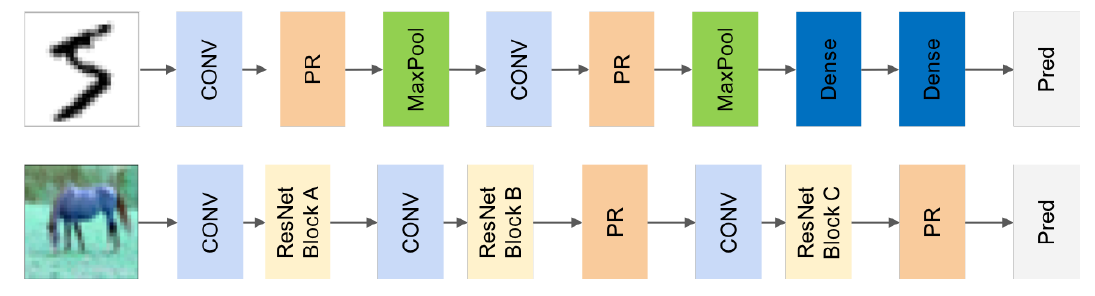 CONV
PR
MaxPool
CONV
PR
MaxPool
Dense
Dense
Pred
CONV
ResNet
Block A
CONV
ResNet
Block B
PR
CONV
ResNet
Block C
PR
Pred